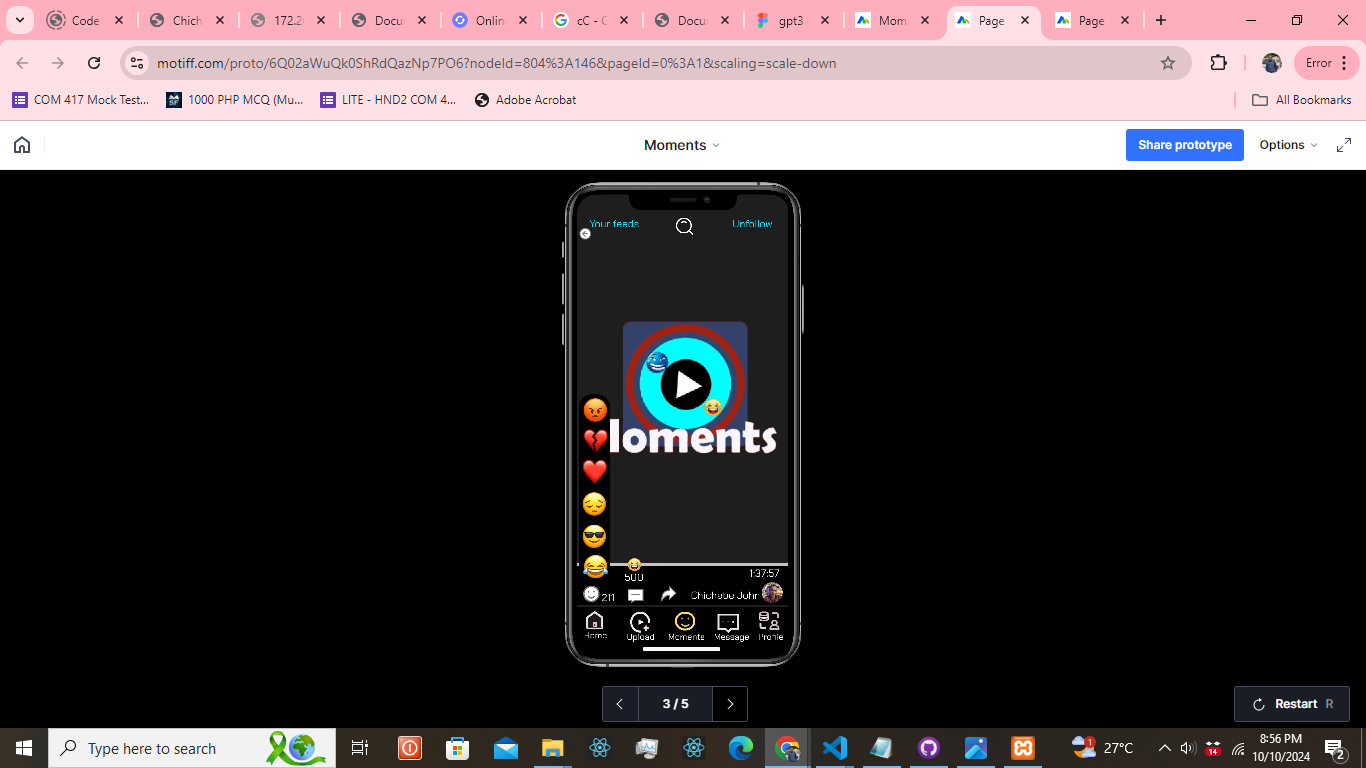 Code
Chich
172.2
Docu
Onlin
cC - G
Docu
gpt3
Mom
Page
Page
motiff.com/proto/6Q02aWuQk0ShRdQazNp7PO6?nodeId=804%3A146&pageId=0%3A1&scaling=scale-down
Error
COM 417 Mock Test...
1000 PHP MCQ (Mu...
LITE - HND2 COM 4...
Adobe Acrobat
All Bookmarks
Moments
Share prototype
Options
Your feeds
Unfollow
loments
500
1:37:57
211
Chichebe John
Home
Upload
Moments
Message
Profile
3 / 5
Restart R
Type here to search
1
27°C
14
8:56 PM
10/10/2024
2